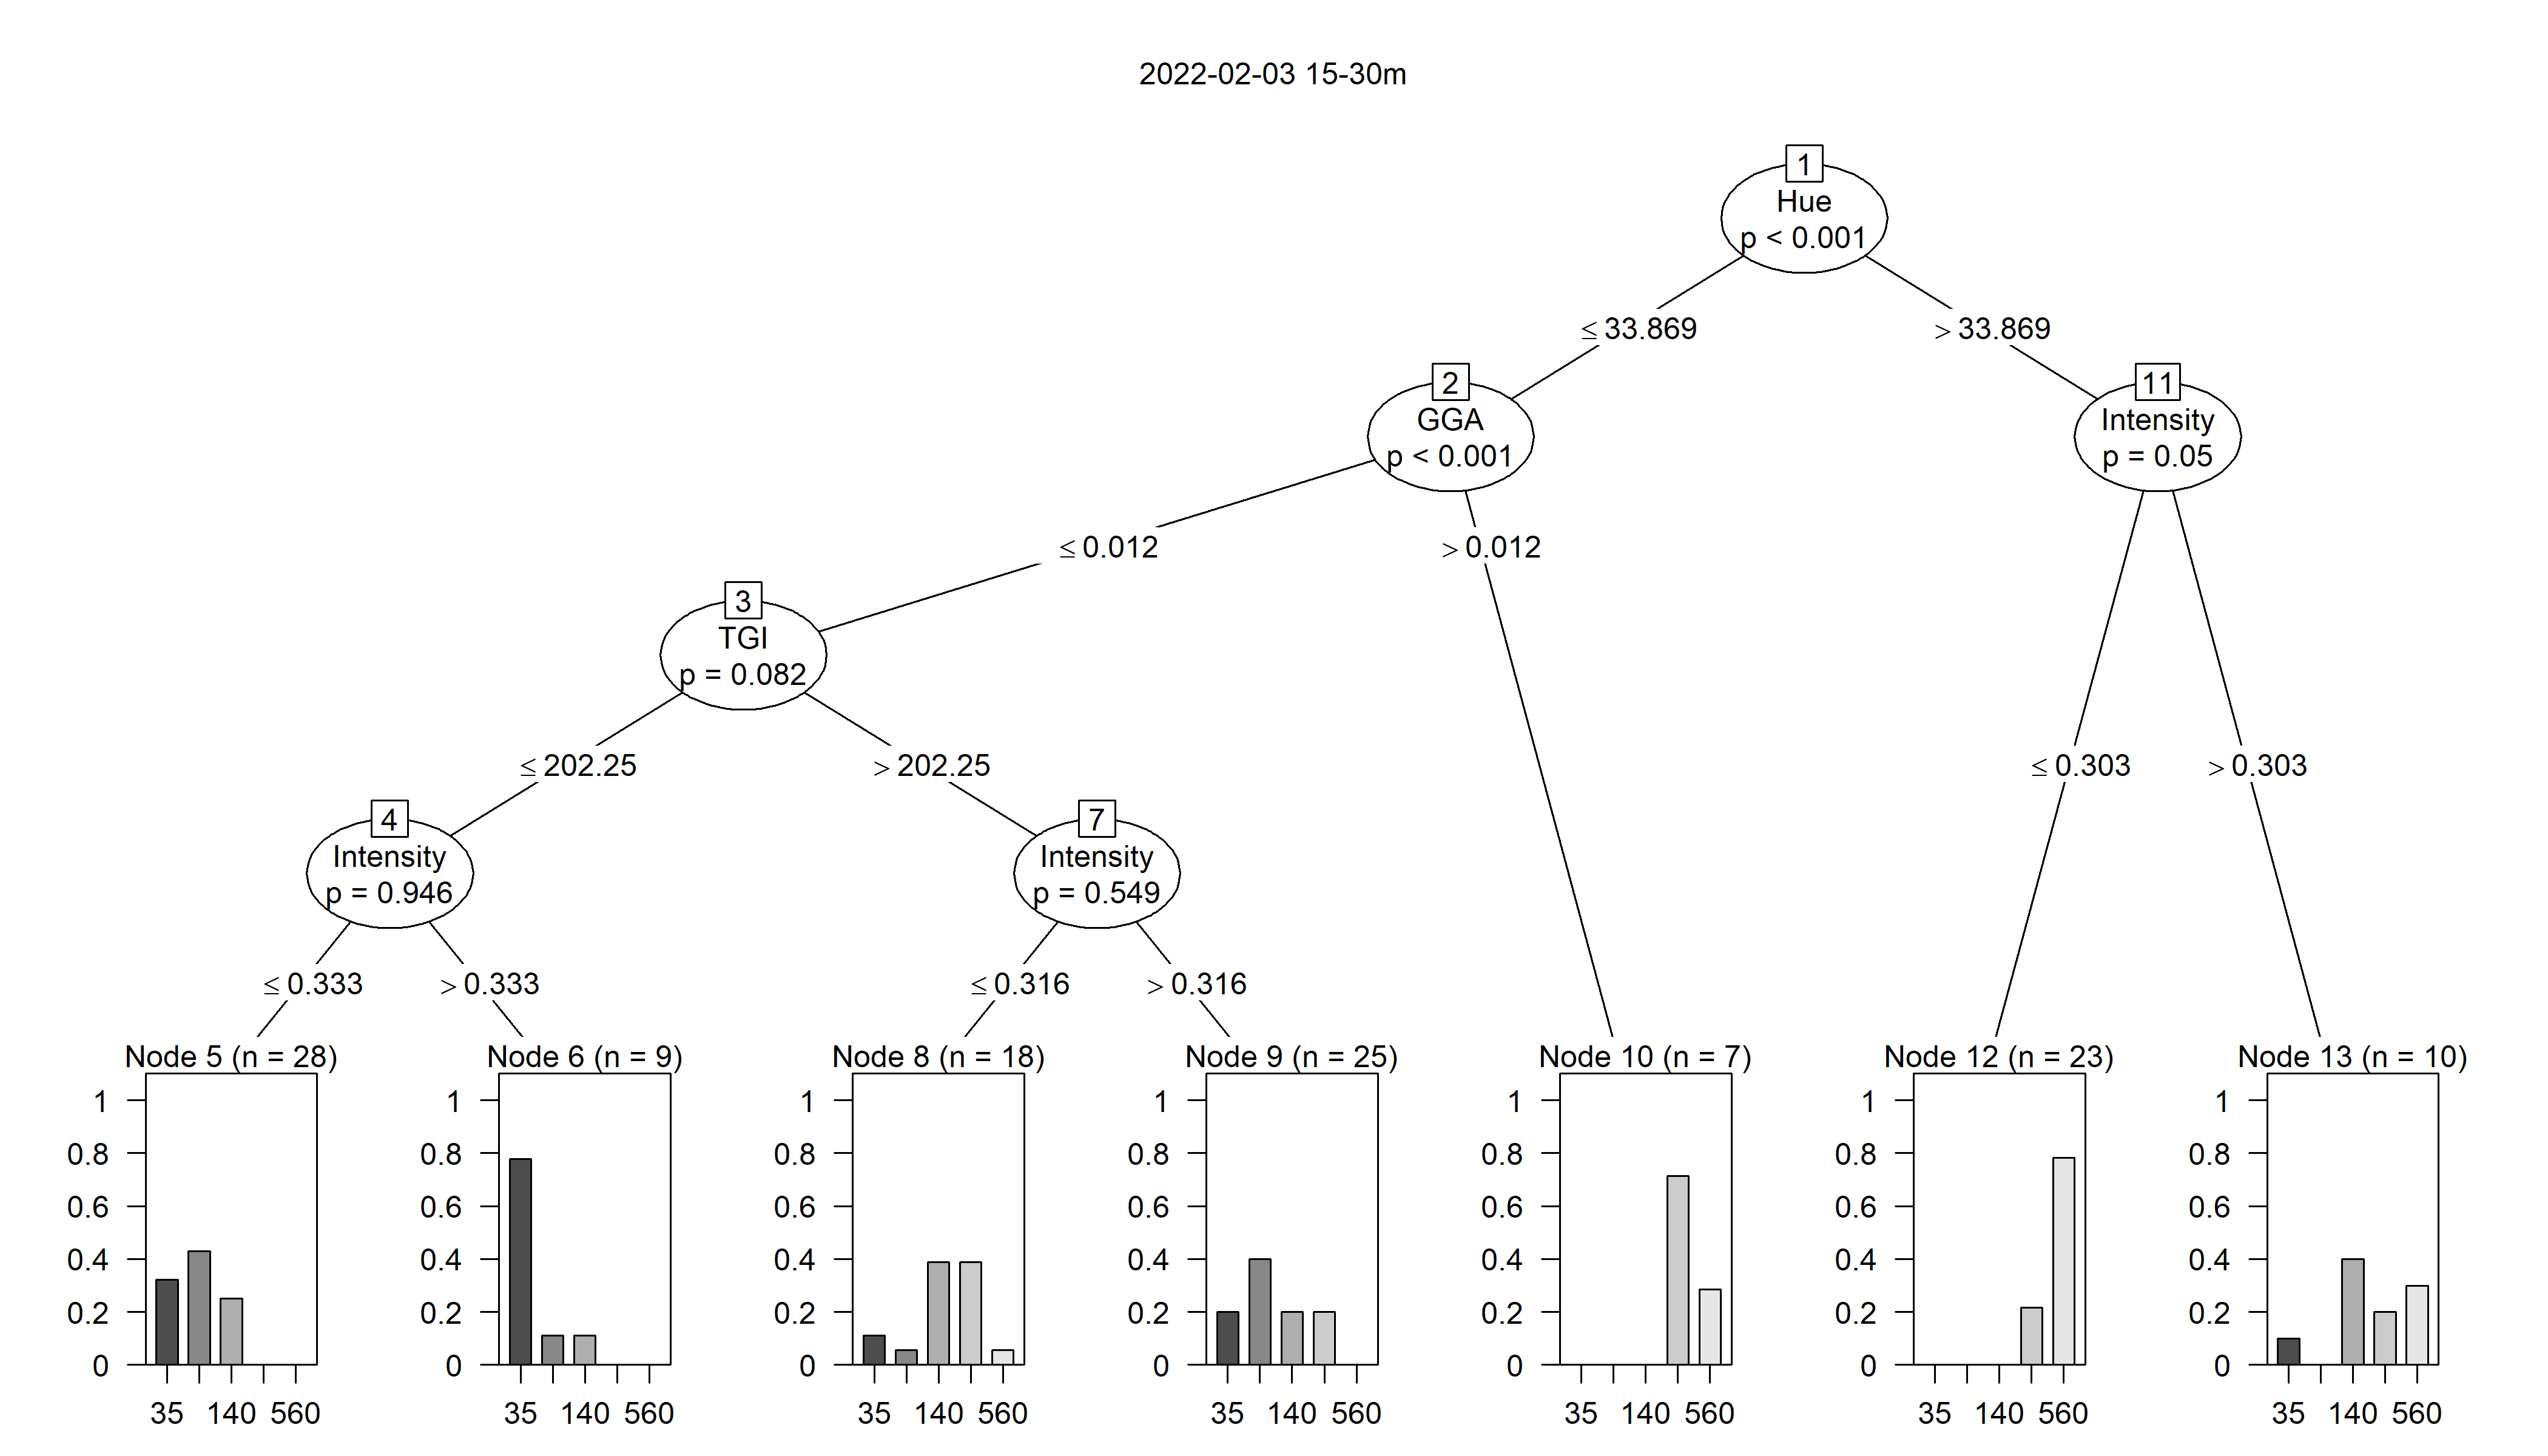 2022-02-03 15-30m
1
Hue
p < 0.001
≤ 33.869
> 33.869
2
GGA
p < 0.001
11
Intensity
p = 0.05
≤ 0.012
> 0.012
3
TGI
p = 0.082
≤ 202.25
> 202.25
≤ 0.303
> 0.303
4
Intensity
p = 0.946
7
Intensity
p = 0.549
≤ 0.333
> 0.333
≤ 0.316
> 0.316
Node 5 (n = 28)
1
0.8
0.6
0.4
0.2
0
35 140 560
Node 6 (n = 9)
1
0.8
0.6
0.4
0.2
0
35 140 560
Node 8 (n = 18)
1
0.8
0.6
0.4
0.2
0
35 140 560
Node 9 (n = 25)
1
0.8
0.6
0.4
0.2
0
35 140 560
Node 10 (n = 7)
1
0.8
0.6
0.4
0.2
0
35 140 560
Node 12 (n = 23)
1
0.8
0.6
0.4
0.2
0
35 140 560
Node 13 (n = 10)
1
0.8
0.6
0.4
0.2
0
35 140 560